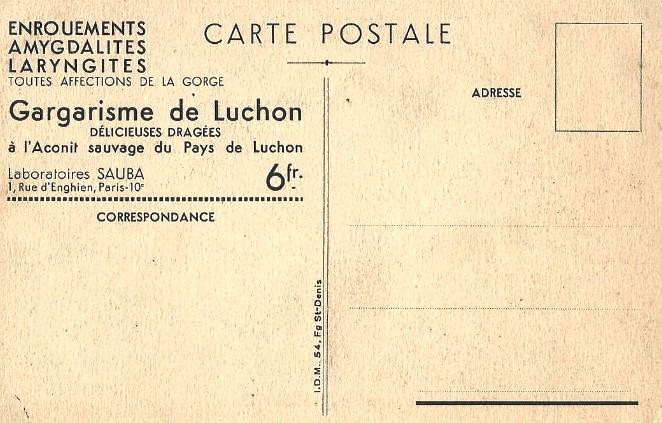 ENROUEMENTS
AMYGDALITES
LARYNGITES
TOUTES AFFECTIONS DE LA GORGE
Gargarisme de Luchon
DÉLICIEUSES DRAGÉES
à l'Aconit sauvage du Pays de Luchon
Laboratoires SAUBA
1, Rue d'Enghien, Paris-10e
6fr.
CORRESPONDANCE
CARTE POSTALE
ADRESSE
I.D.M. 54, Fg St-Denis